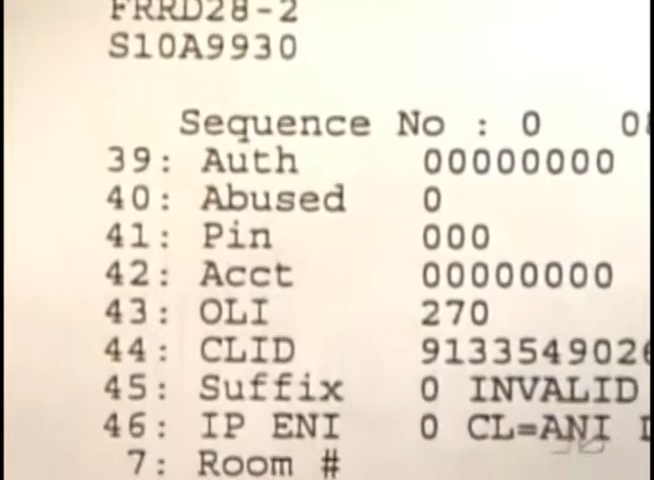 FRRD28-2
S10A9930
Sequence No : 0
39: Auth 00000000
40: Abused 0
41: Pin 000
42: Acct 00000000
43: OLI 270
44: CLID 913354902
45: Suffix 0 INVALID
46: IP ENI 0 CL=ANI
7: Room #